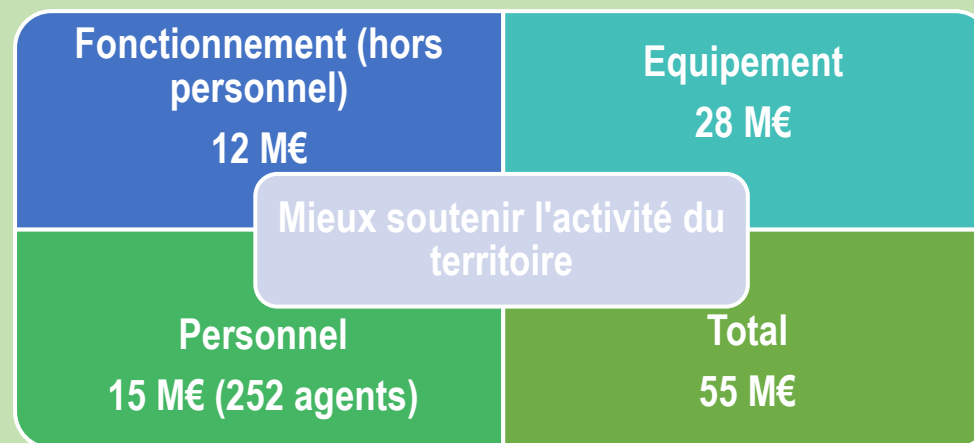 Fonctionnement (hors
personnel)
12 M€
Equipement
28 M€
Mieux soutenir l'activité du
territoire
Personnel
15 M€ (252 agents)
Total
55 M€